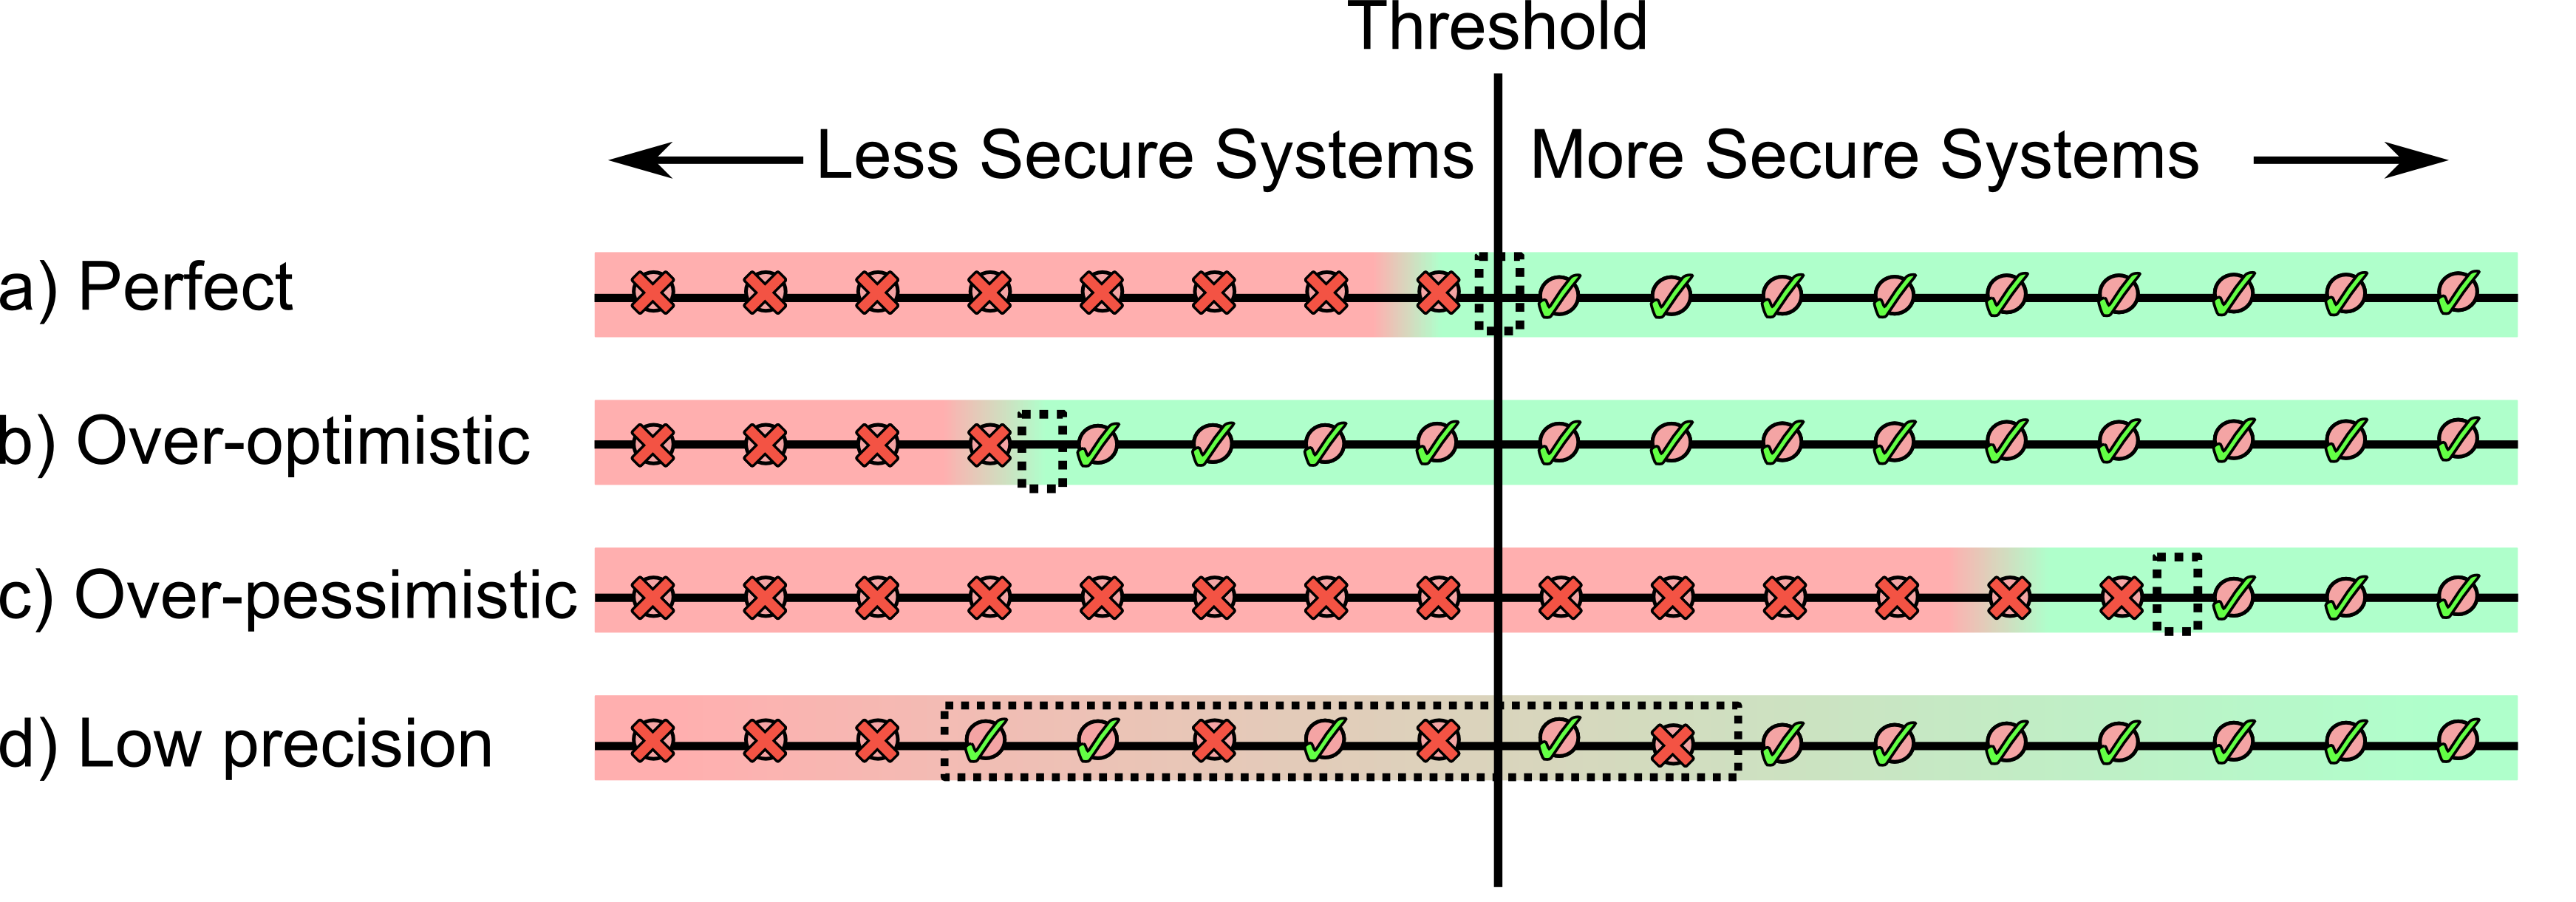 Threshold
Less Secure Systems More Secure Systems
a) Perfect
b) Over-optimistic
c) Over-pessimistic
d) Low precision